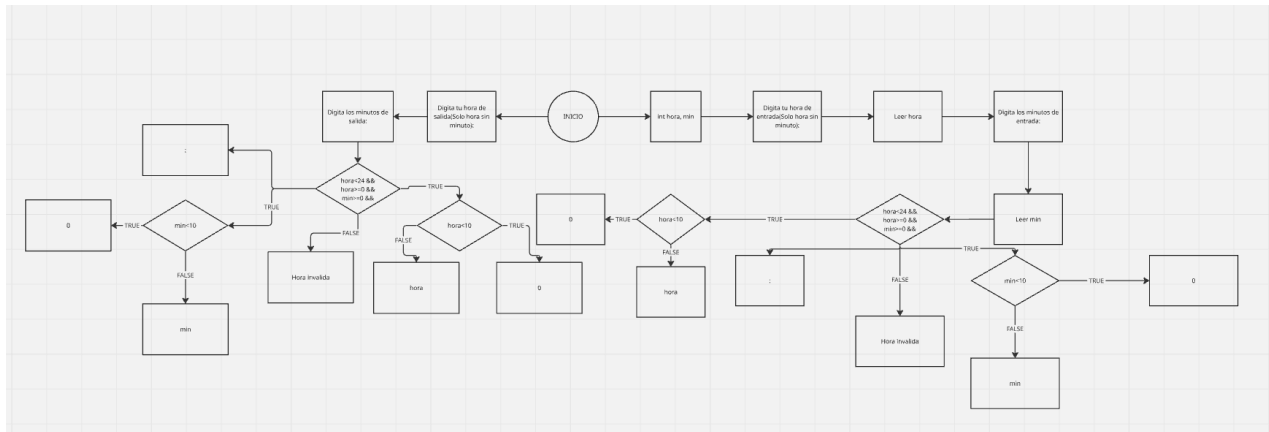 Digita los minutos de
salida:
Digita tu hora de
salida(Solo hora sin
minuto);
INICIO
int hora, min
Digita tu hora de
entrada(Solo hora sin
minuto);
Leer hora
Digita los minutos de
entrada;
:
hora<24 &&
hora>=0 &&
min>=0 &&
TRUE
TRUE
0
TRUE
min<10
FALSE
min
FALSE
Hora Invalida
hora<10
FALSE
TRUE
hora
0
0
TRUE
hora<10
TRUE
FALSE
hora
hora<24 &&
hora>=0 &&
min>=0 &&
Leer min
TRUE
:
FALSE
Hora Invalida
min<10
TRUE
0
FALSE
min